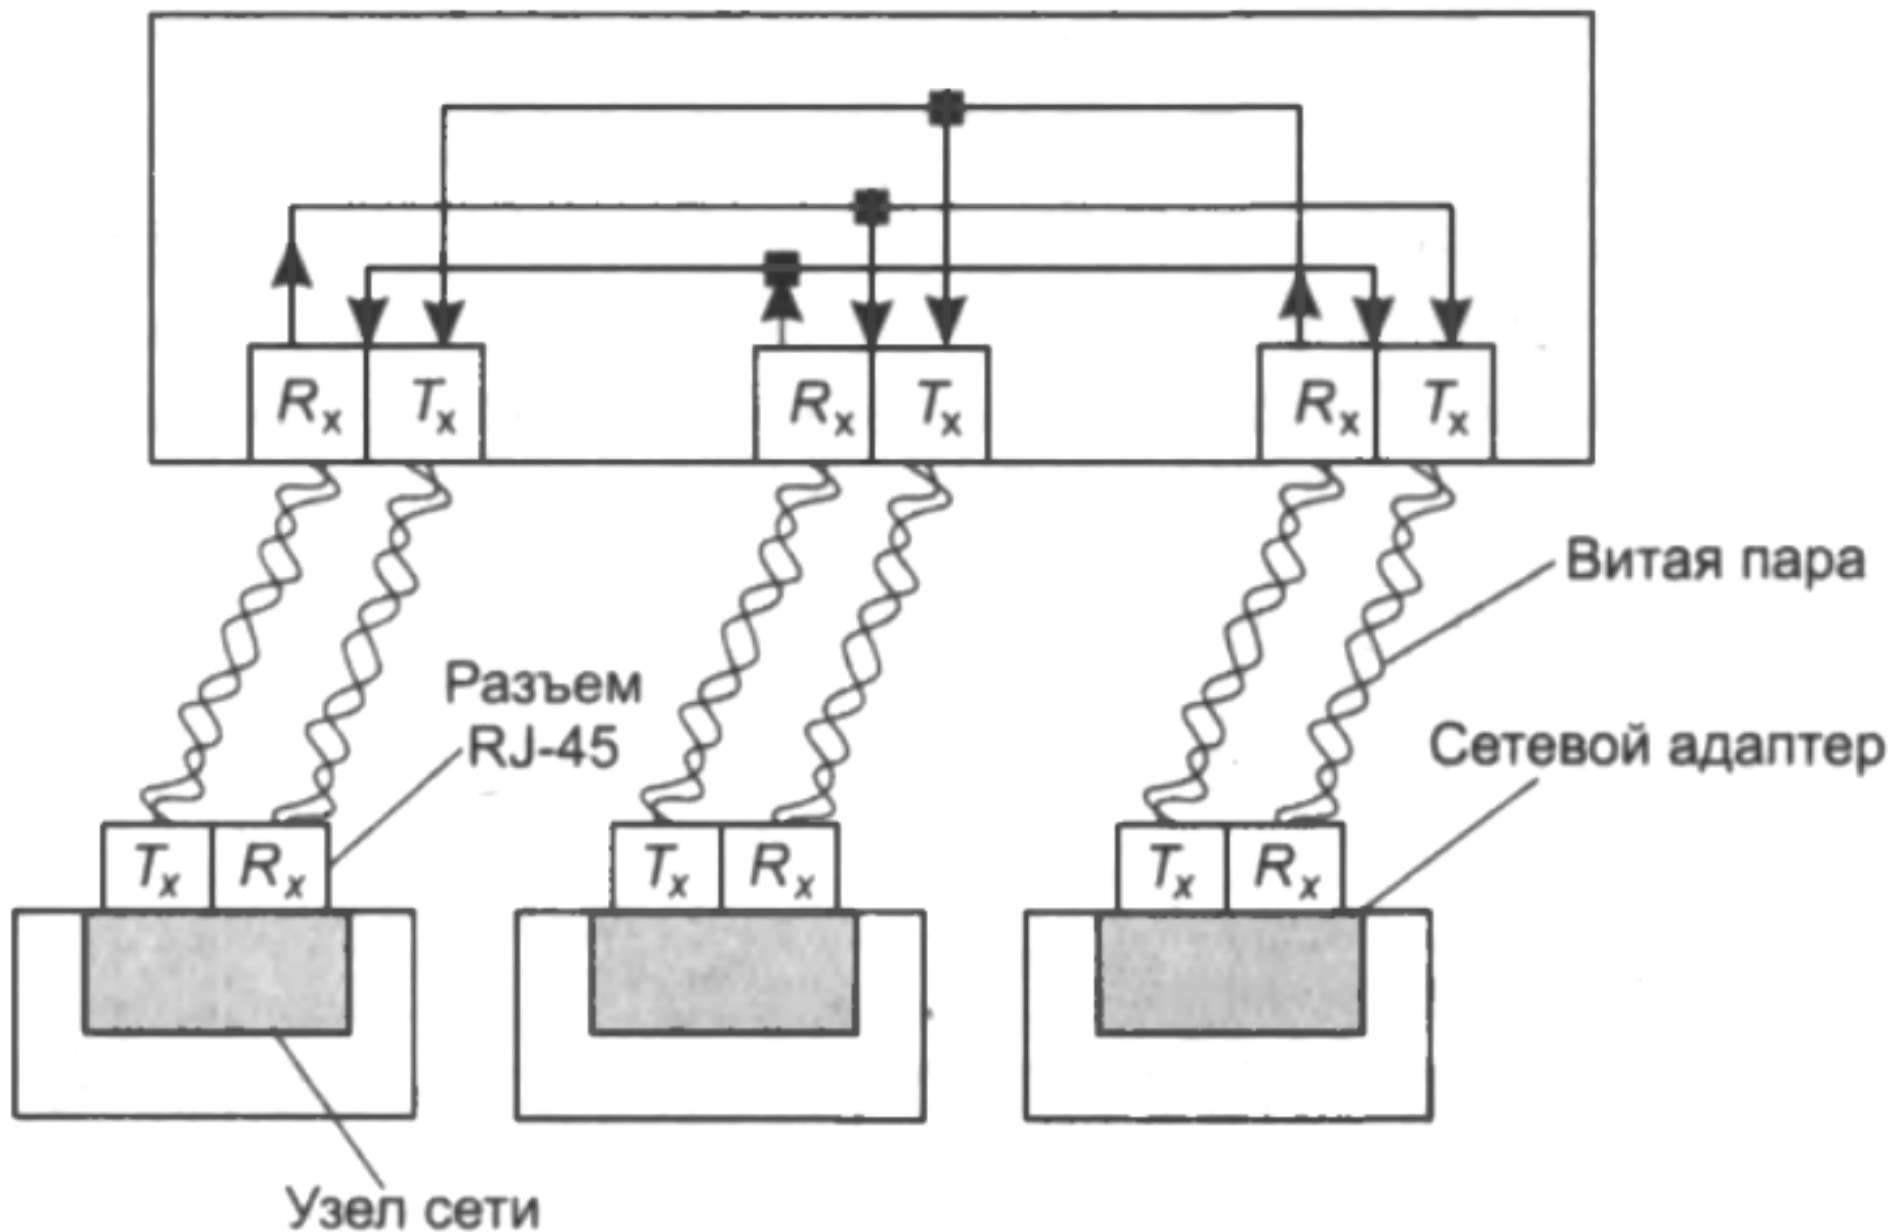 Rx Tx Rx Tx Rx Tx
Витая пара
Разъем
RJ-45
Сетевой адаптер
Tx Rx Tx Rx Tx Rx
Узел сети